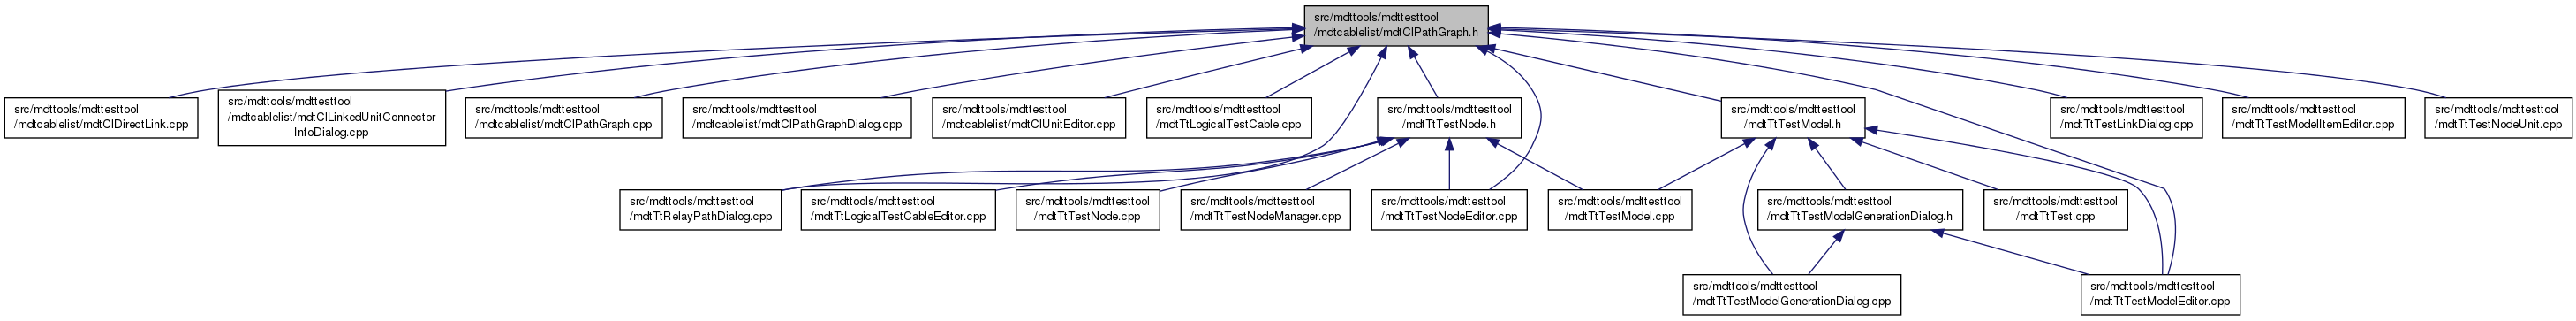 src/mdttools/mdttesttool
/mdtcablelist/mdtClPathGraph.h
src/mdttools/mdttesttool
/mdtcablelist/mdtClDirectLink.cpp
src/mdttools/mdttesttool
/mdtcablelist/mdtClLinkedUnitConnector
InfoDialog.cpp
src/mdttools/mdttesttool
/mdtcablelist/mdtClPathGraph.cpp
src/mdttools/mdttesttool
/mdtcablelist/mdtClPathGraphDialog.cpp
src/mdttools/mdttesttool
/mdtcablelist/mdtClUnitEditor.cpp
src/mdttools/mdttesttool
/mdtTtLogicalTestCable.cpp
src/mdttools/mdttesttool
/mdtTtTestNode.h
src/mdttools/mdttesttool
/mdtTtTestModel.h
src/mdttools/mdttesttool
/mdtTtTestLinkDialog.cpp
src/mdttools/mdttesttool
/mdtTtTestModelItemEditor.cpp
src/mdttools/mdttesttool
/mdtTtTestNodeUnit.cpp
src/mdttools/mdttesttool
/mdtTtRelayPathDialog.cpp
src/mdttools/mdttesttool
/mdtTtLogicalTestCableEditor.cpp
src/mdttools/mdttesttool
/mdtTtTestNode.cpp
src/mdttools/mdttesttool
/mdtTtTestNodeManager.cpp
src/mdttools/mdttesttool
/mdtTtTestNodeEditor.cpp
src/mdttools/mdttesttool
/mdtTtTestModel.cpp
src/mdttools/mdttesttool
/mdtTtTestModelGenerationDialog.h
src/mdttools/mdttesttool
/mdtTtTest.cpp
src/mdttools/mdttesttool
/mdtTtTestModelGenerationDialog.cpp
src/mdttools/mdttesttool
/mdtTtTestModelEditor.cpp